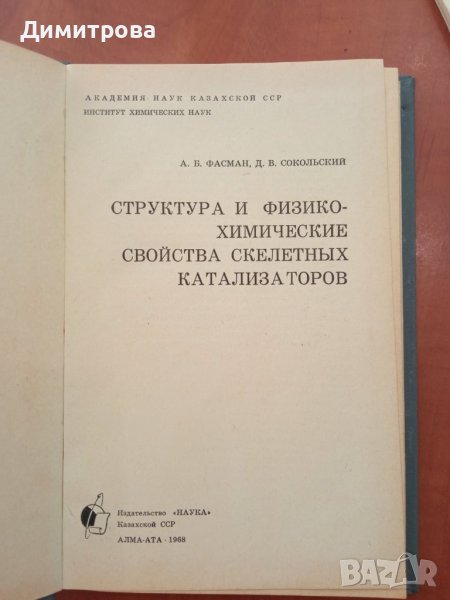 Димитрова
АКАДЕМИЯ НАУК КАЗАХСКОЙ ССР
ИНСТИТУТ ХИМИЧЕСКИХ НАУК
А. Б. ФАСМАН, Д. В. СОКОЛЬСКИЙ
СТРУКТУРА И ФИЗИКО-
ХИМИЧЕСКИЕ
СВОЙСТВА СКЕЛЕТНЫХ
КАТАЛИЗАТОРОВ
Издательство «НАУКА»
Казахской ССР
АЛМА-АТА · 1968
BAZAR